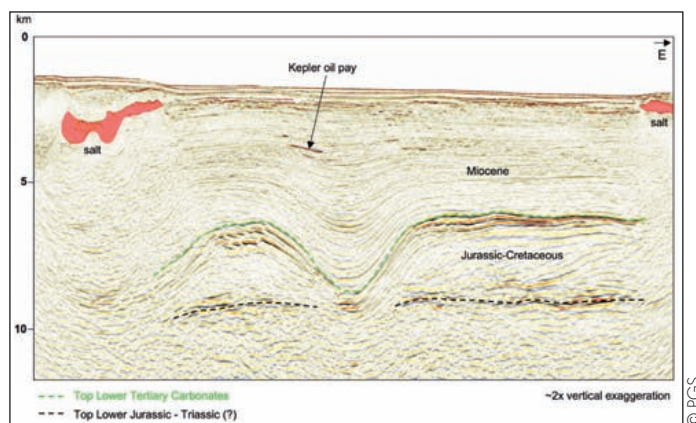 km
0
E
Kepler oil pay
salt
salt
5
Miocene
Jurassic-Cretaceous
10
Top Lower Tertiary Carbonates
~2x vertical exaggeration
Top Lower Jurassic - Triassic (?)
© PGS